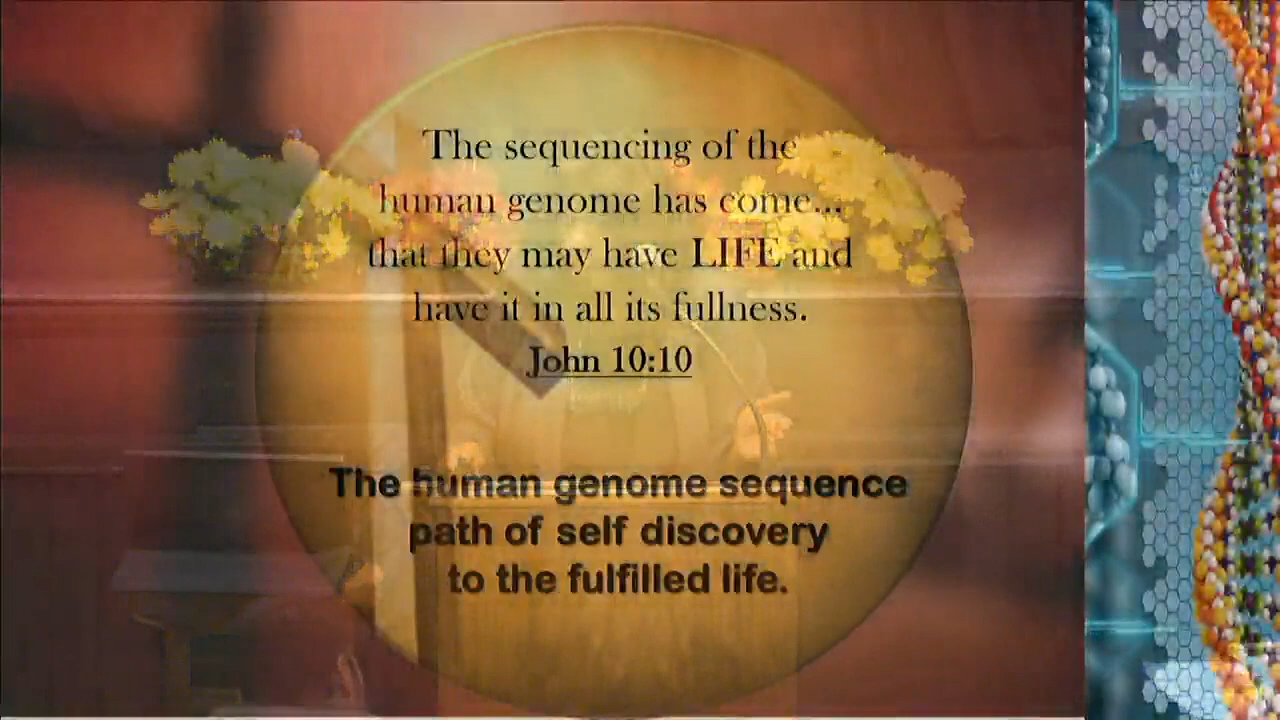 The sequencing of the
human genome has come...
that they may have LIFE and
have it in all its fullness.
John 10:10
The human genome sequence
path of self discovery
to the fulfilled life.